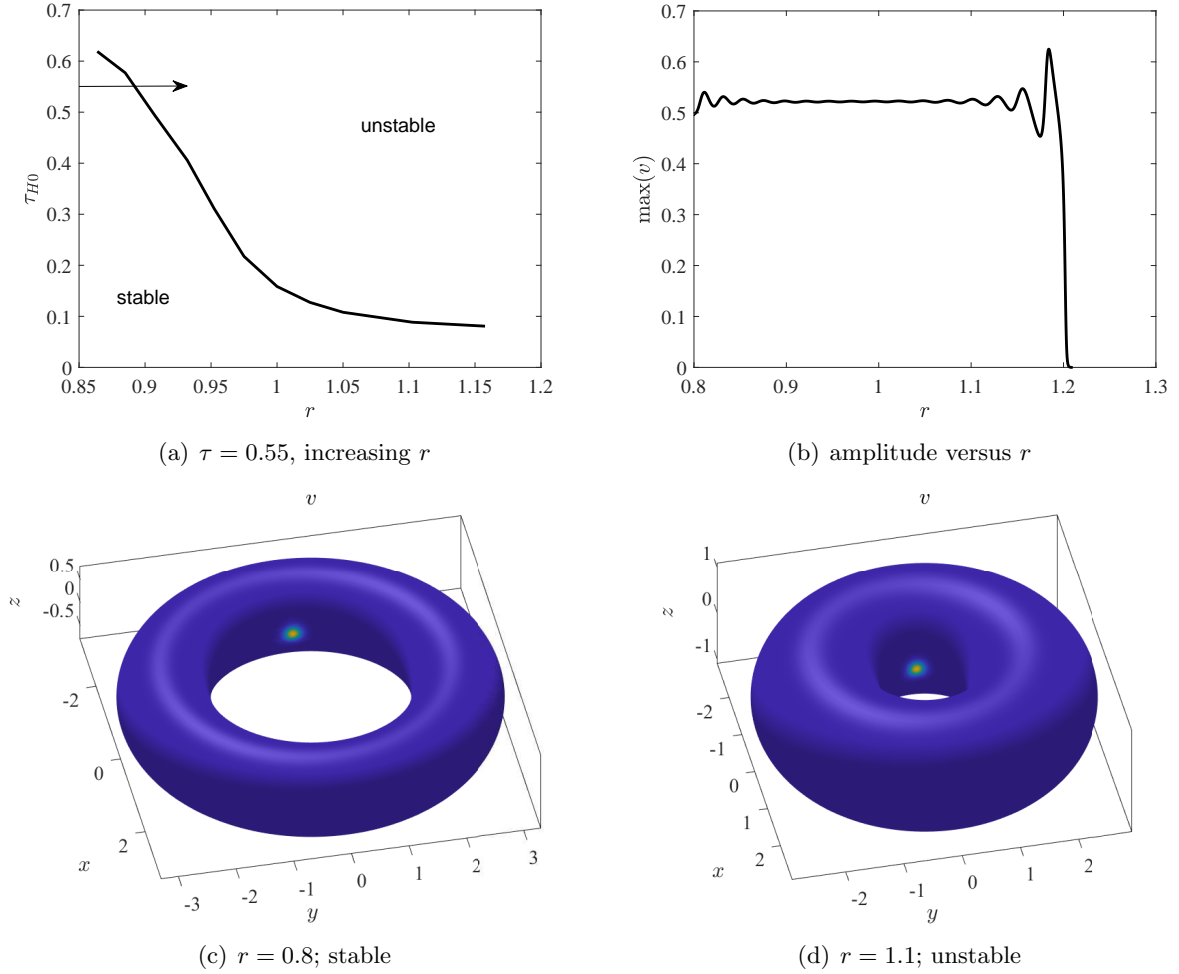 0.7
0.6
0.5
0.4
0.3
0.2
0.1
0
τ_{H0}
unstable
stable
0.85 0.9 0.95 1 1.05 1.1 1.15 1.2
r
(a) τ = 0.55, increasing r
0.7
0.6
0.5
0.4
0.3
0.2
0.1
0
max(v)
0.8 0.9 1 1.1 1.2 1.3
r
(b) amplitude versus r
v
0.5
0
-0.5
z
-2
0
2
x
-3 -2 -1 0 1 2 3
y
(c) r = 0.8; stable
v
1
0
-1
z
-2
-1
0
1
2
x
-2 -1 0 1 2
y
(d) r = 1.1; unstable